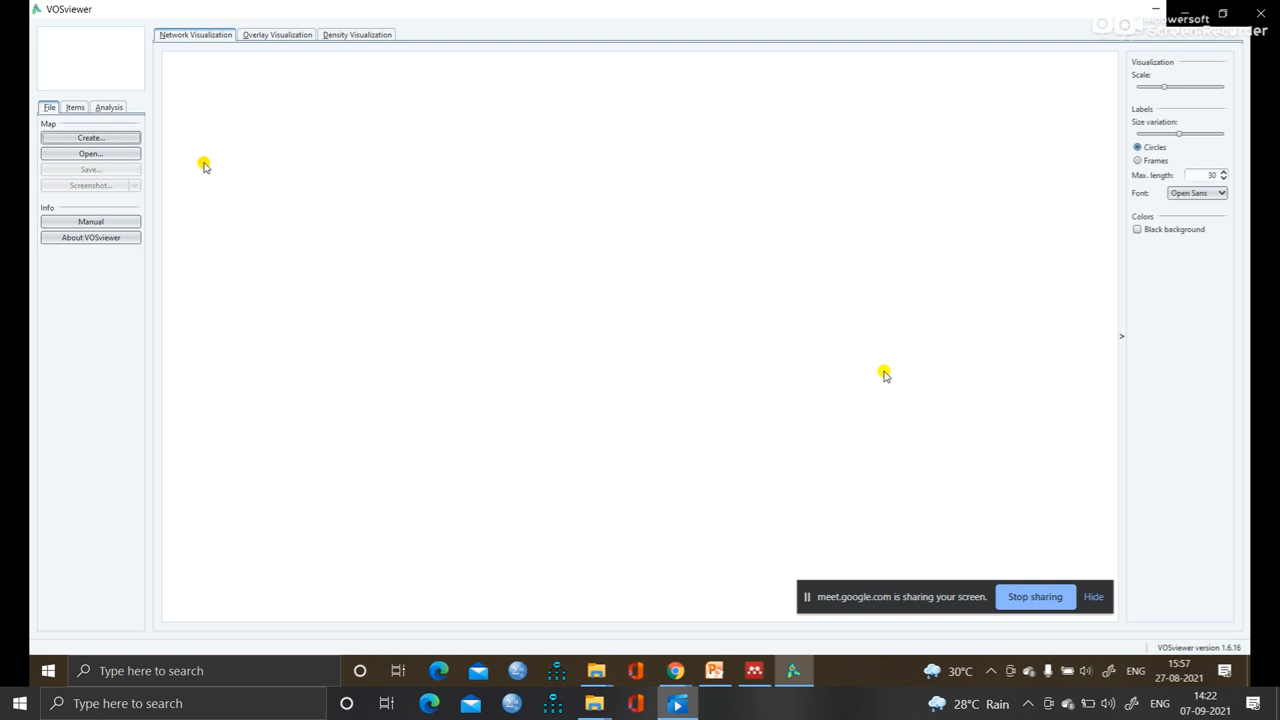 VOSviewer
Apowersoft
Screen Recorder
Network Visualization Overlay Visualization Density Visualization
File Items Analysis
Map
Create...
Open...
Save...
Screenshot...
Info
Manual
About VOSviewer
Visualization
Scale:
Labels
Size variation:
Circles
Frames
Max. length: 30
Font: Open Sans
Colors
Black background
>
meet.google.com is sharing your screen. Stop sharing Hide
VOSviewer version 1.6.16
Type here to search 30°C ENG 15:57
27-08-2021
Type here to search 28°C Rain ENG 14:22
07-09-2021